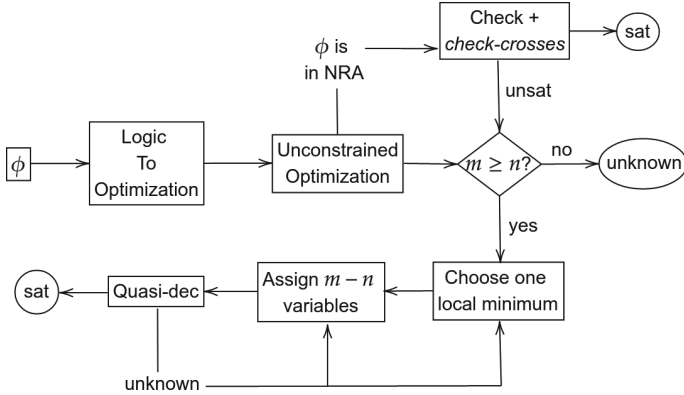 Check +
check-crosses
sat
ϕ is
in NRA
unsat
ϕ
Logic
To
Optimization
Unconstrained
Optimization
m ≥ n?
no
unknown
yes
sat
Quasi-dec
Assign m − n
variables
Choose one
local minimum
unknown